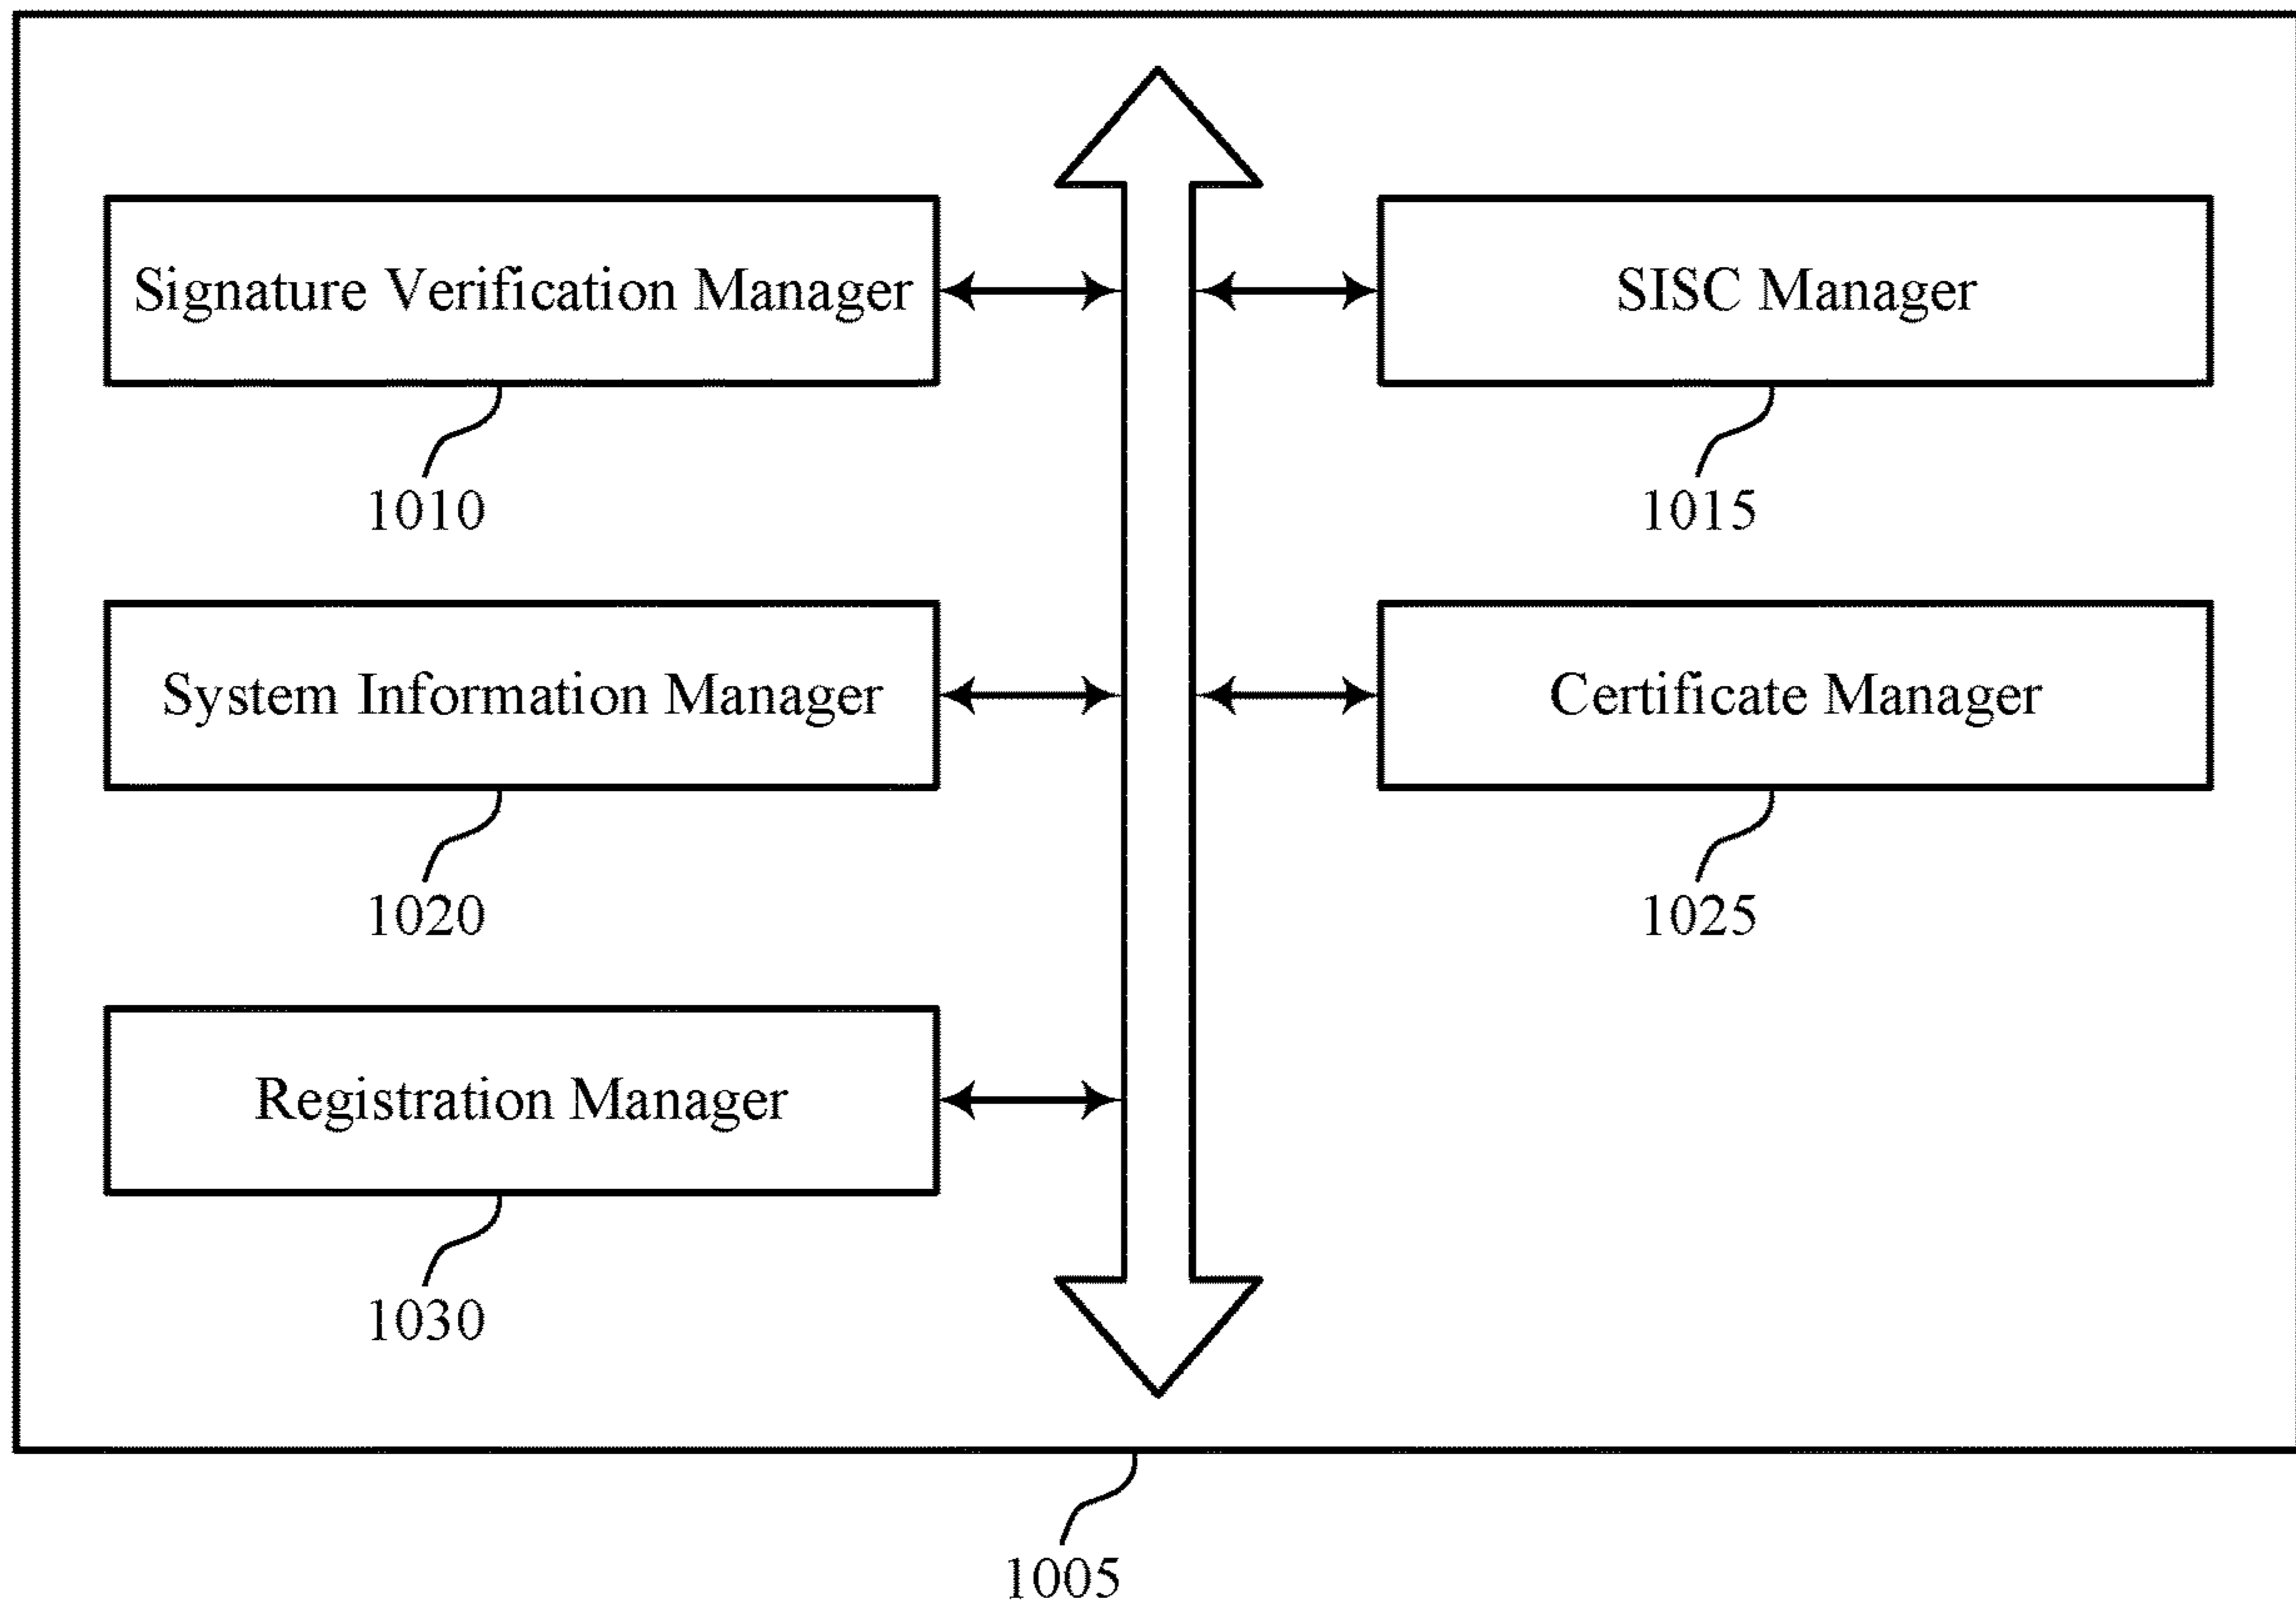 Signature Verification Manager
SISC Manager
1010
1015
System Information Manager
Certificate Manager
1020
1025
Registration Manager
1030
1005